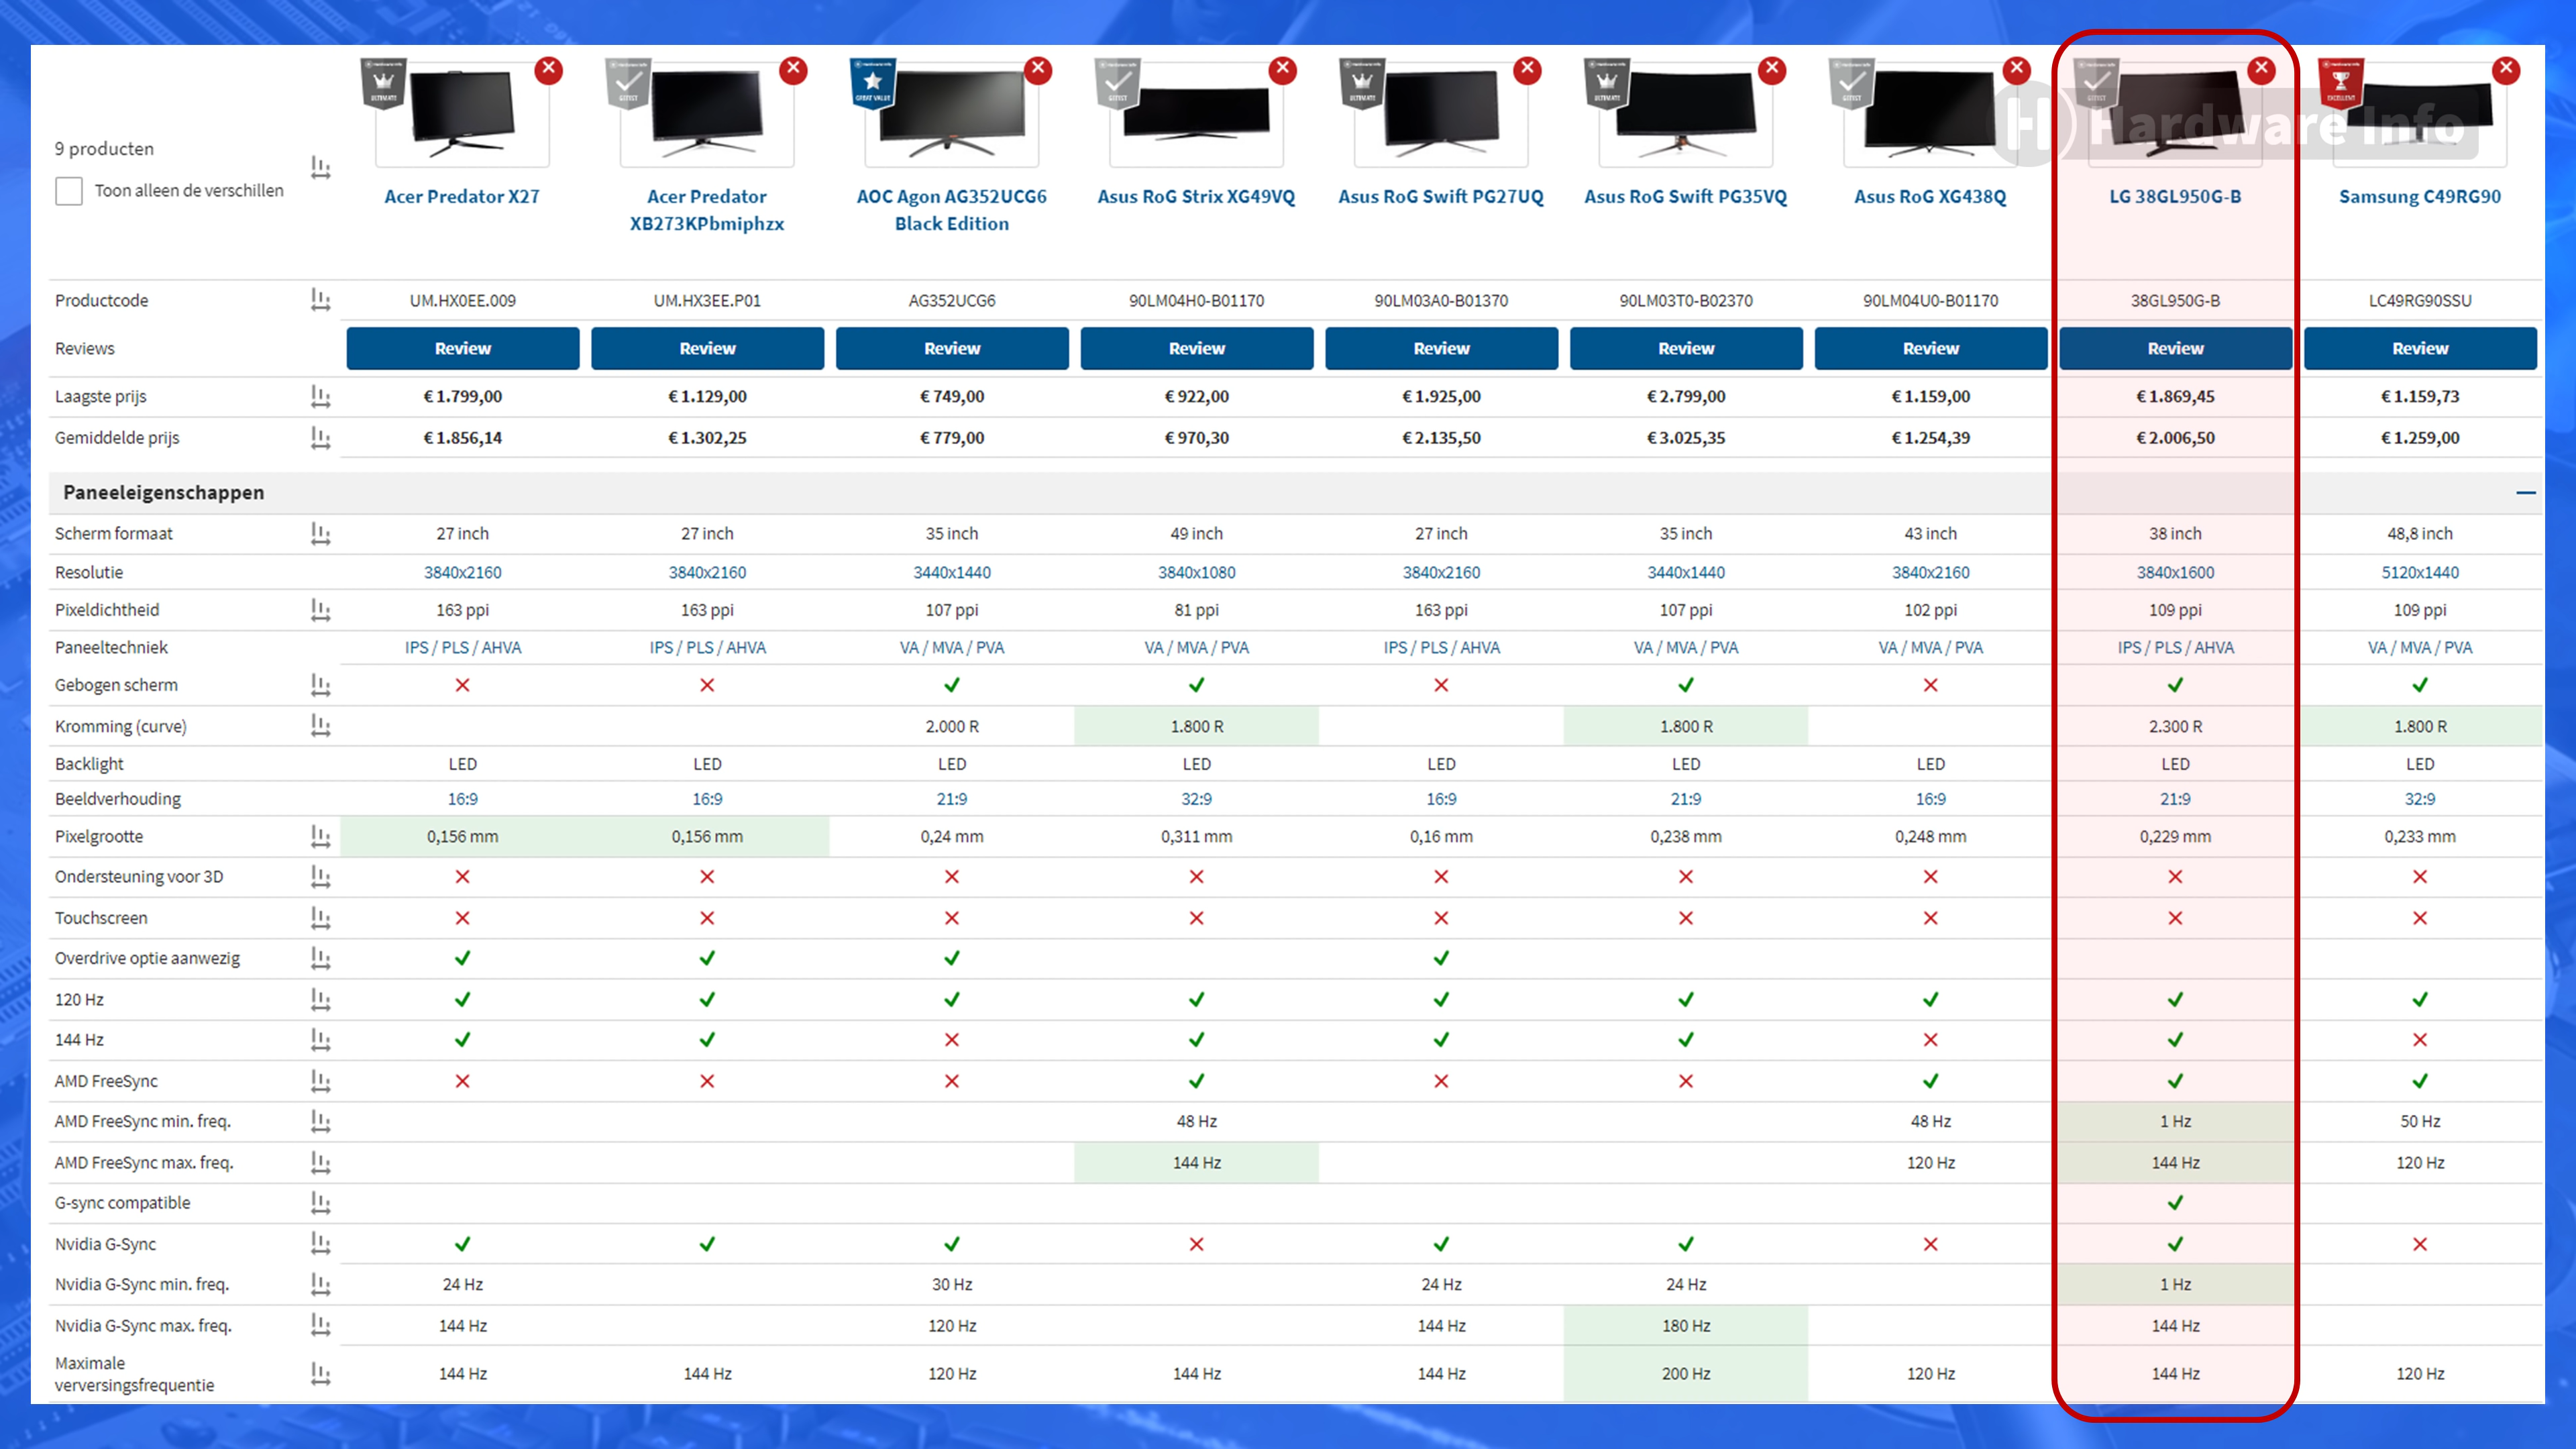 9 producten
Toon alleen de verschillen
ULTIMATE GETEST GREAT VALUE GETEST ULTIMATE ULTIMATE GETEST GETEST EXCELLENT
Hardware Info
Acer Predator X27 Acer Predator AOC Agon AG352UCG6 Asus RoG Strix XG49VQ Asus RoG Swift PG27UQ Asus RoG Swift PG35VQ Asus RoG XG438Q LG 38GL950G-B Samsung C49RG90
XB273KPbmiphzx Black Edition
Productcode UM.HX0EE.009 UM.HX3EE.P01 AG352UCG6 90LM04H0-B01170 90LM03A0-B01370 90LM03T0-B02370 90LM04U0-B01170 38GL950G-B LC49RG90SSU
Reviews Review Review Review Review Review Review Review Review Review
Laagste prijs € 1.799,00 € 1.129,00 € 749,00 € 922,00 € 1.925,00 € 2.799,00 € 1.159,00 € 1.869,45 € 1.159,73
Gemiddelde prijs € 1.856,14 € 1.302,25 € 779,00 € 970,30 € 2.135,50 € 3.025,35 € 1.254,39 € 2.006,50 € 1.259,00
Paneeleigenschappen
Scherm formaat 27 inch 27 inch 35 inch 49 inch 27 inch 35 inch 43 inch 38 inch 48,8 inch
Resolutie 3840x2160 3840x2160 3440x1440 3840x1080 3840x2160 3440x1440 3840x2160 3840x1600 5120x1440
Pixeldichtheid 163 ppi 163 ppi 107 ppi 81 ppi 163 ppi 107 ppi 102 ppi 109 ppi 109 ppi
Paneeltechniek IPS / PLS / AHVA IPS / PLS / AHVA VA / MVA / PVA VA / MVA / PVA IPS / PLS / AHVA VA / MVA / PVA VA / MVA / PVA IPS / PLS / AHVA VA / MVA / PVA
Gebogen scherm
Kromming (curve) 2.000 R 1.800 R 1.800 R 2.300 R 1.800 R
Backlight LED LED LED LED LED LED LED LED LED
Beeldverhouding 16:9 16:9 21:9 32:9 16:9 21:9 16:9 21:9 32:9
Pixelgrootte 0,156 mm 0,156 mm 0,24 mm 0,311 mm 0,16 mm 0,238 mm 0,248 mm 0,229 mm 0,233 mm
Ondersteuning voor 3D
Touchscreen
Overdrive optie aanwezig
120 Hz
144 Hz
AMD FreeSync
AMD FreeSync min. freq. 48 Hz 48 Hz 1 Hz 50 Hz
AMD FreeSync max. freq. 144 Hz 120 Hz 144 Hz 120 Hz
G-sync compatible
Nvidia G-Sync
Nvidia G-Sync min. freq. 24 Hz 30 Hz 24 Hz 24 Hz 1 Hz
Nvidia G-Sync max. freq. 144 Hz 120 Hz 144 Hz 180 Hz 144 Hz
Maximale
verversingsfrequentie 144 Hz 144 Hz 120 Hz 144 Hz 144 Hz 200 Hz 120 Hz 144 Hz 120 Hz